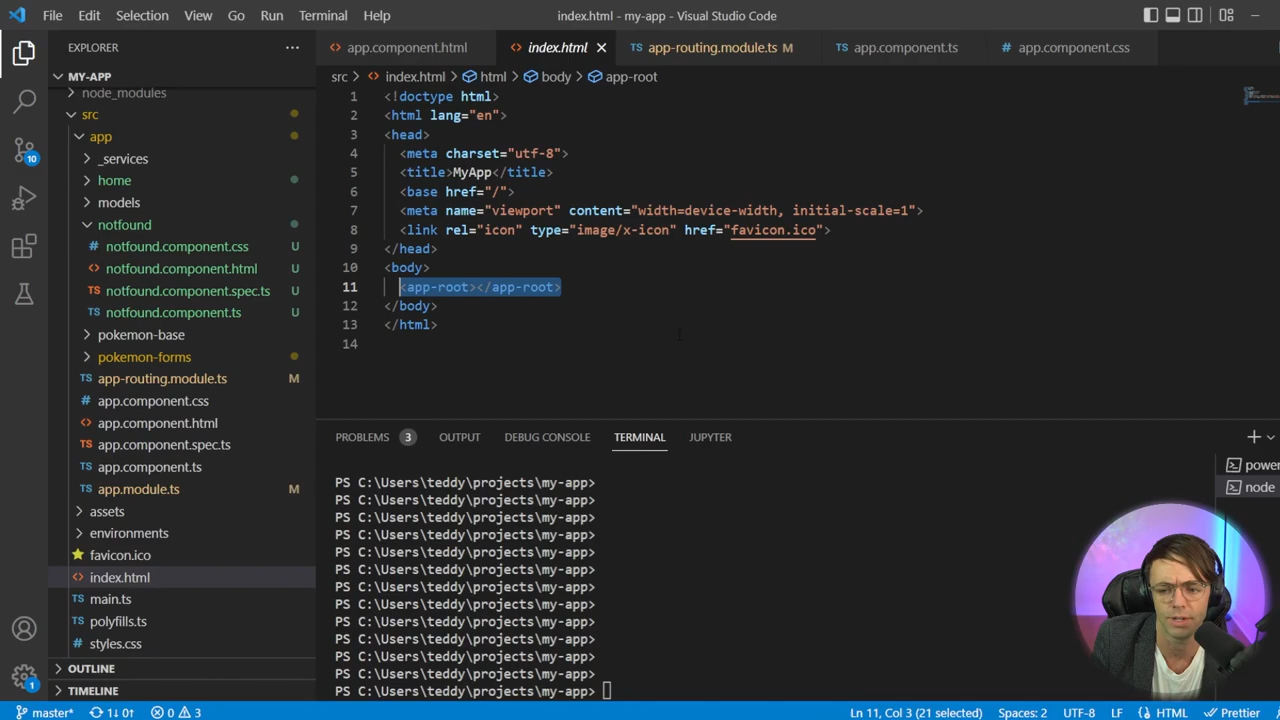 File Edit Selection View Go Run Terminal Help
index.html - my-app - Visual Studio Code
EXPLORER
MY-APP
node_modules
src
app
_services
home
models
notfound
notfound.component.css U
notfound.component.html U
notfound.component.spec.ts U
notfound.component.ts U
pokemon-base
pokemon-forms
app-routing.module.ts M
app.component.css
app.component.html
app.component.spec.ts
app.component.ts
app.module.ts M
assets
environments
favicon.ico
index.html
main.ts
polyfills.ts
styles.css
OUTLINE
TIMELINE
10
1
app.component.html index.html TS app-routing.module.ts M TS app.component.ts # app.component.css
src index.html html body app-root
1 <!doctype html>
2 <html lang="en">
3 <head>
4 <meta charset="utf-8">
5 <title>MyApp</title>
6 <base href="/">
7 <meta name="viewport" content="width=device-width, initial-scale=1">
8 <link rel="icon" type="image/x-icon" href="favicon.ico">
9 </head>
10 <body>
11 <app-root></app-root>
12 </body>
13 </html>
14
PROBLEMS 3 OUTPUT DEBUG CONSOLE TERMINAL JUPYTER
PS C:\Users\teddy\projects\my-app>
PS C:\Users\teddy\projects\my-app>
PS C:\Users\teddy\projects\my-app>
PS C:\Users\teddy\projects\my-app>
PS C:\Users\teddy\projects\my-app>
PS C:\Users\teddy\projects\my-app>
PS C:\Users\teddy\projects\my-app>
PS C:\Users\teddy\projects\my-app>
PS C:\Users\teddy\projects\my-app>
PS C:\Users\teddy\projects\my-app>
PS C:\Users\teddy\projects\my-app>
PS C:\Users\teddy\projects\my-app>
PS C:\Users\teddy\projects\my-app>
power
node
master* 1↓ 0↑ 0 3 Ln 11, Col 3 (21 selected) Spaces: 2 UTF-8 LF HTML Prettier